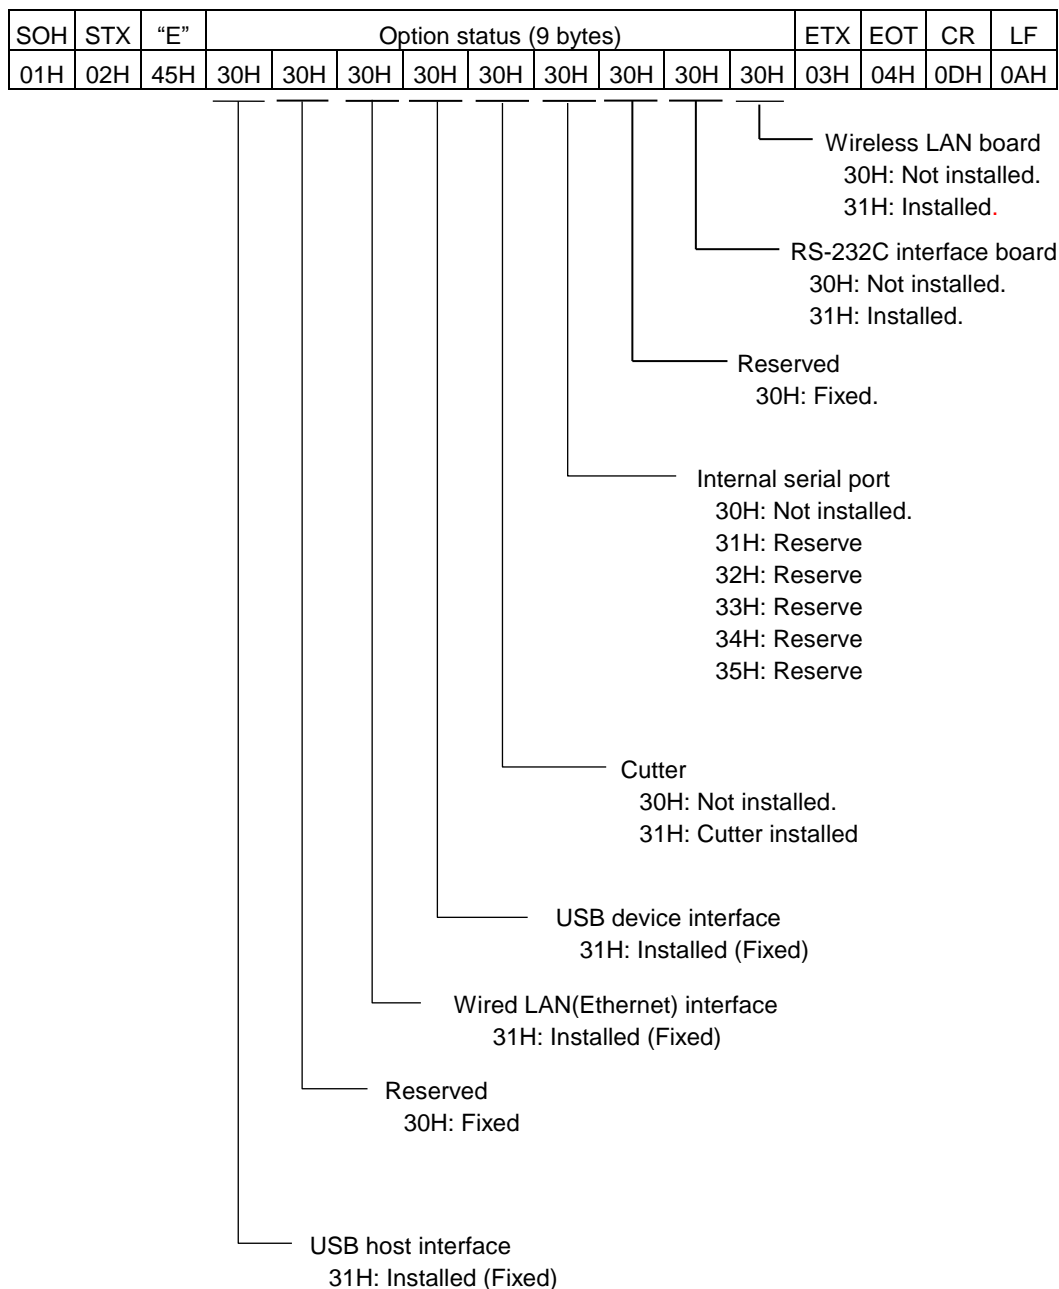 SOH STX “E” Option status (9 bytes) ETX EOT CR LF
01H 02H 45H 30H 30H 30H 30H 30H 30H 30H 30H 30H 03H 04H 0DH 0AH
Wireless LAN board
30H: Not installed.
31H: Installed.
RS-232C interface board
30H: Not installed.
31H: Installed.
Reserved
30H: Fixed.
Internal serial port
30H: Not installed.
31H: Reserve
32H: Reserve
33H: Reserve
34H: Reserve
35H: Reserve
Cutter
30H: Not installed.
31H: Cutter installed
USB device interface
31H: Installed (Fixed)
Wired LAN(Ethernet) interface
31H: Installed (Fixed)
Reserved
30H: Fixed
USB host interface
31H: Installed (Fixed)